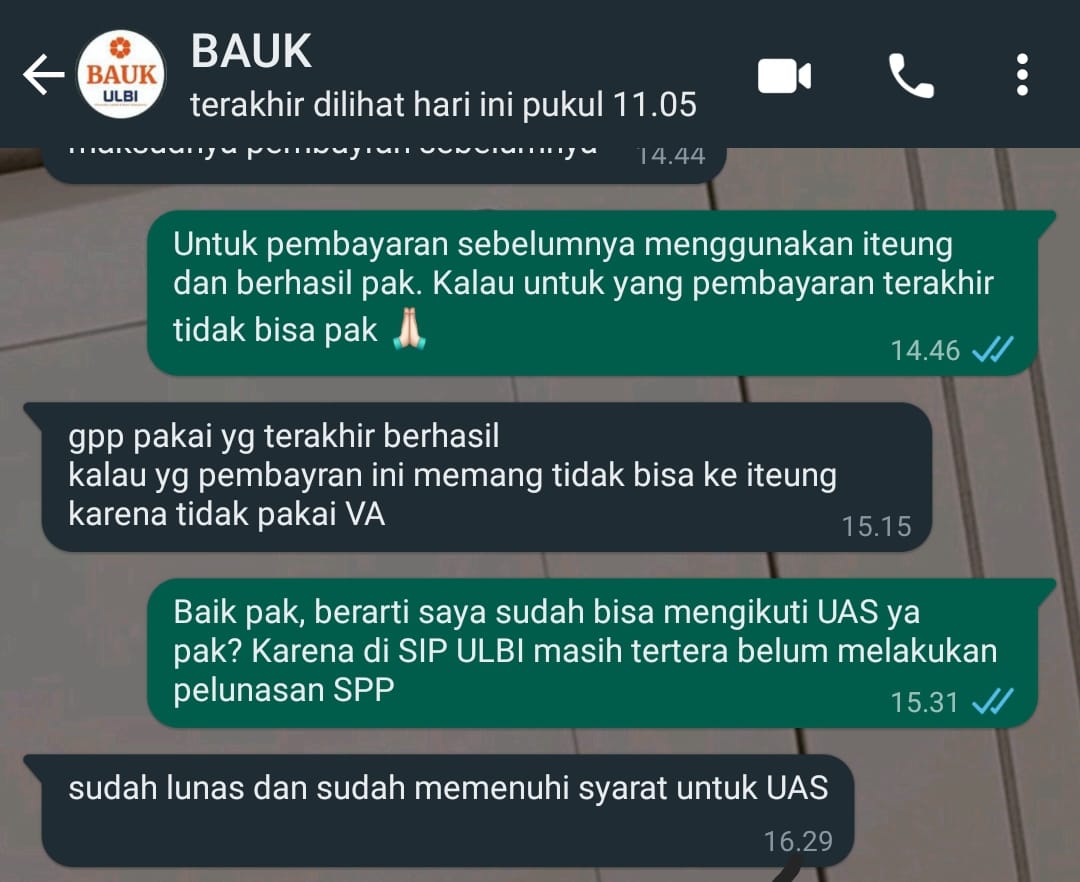 BAUK
ULBI
BAUK
terakhir dilihat hari ini pukul 11.05
maksudnya pembayran sebelumnya 14.44
Untuk pembayaran sebelumnya menggunakan iteung
dan berhasil pak. Kalau untuk yang pembayaran terakhir
tidak bisa pak 🙏🏻
14.46
gpp pakai yg terakhir berhasil
kalau yg pembayran ini memang tidak bisa ke iteung
karena tidak pakai VA
15.15
Baik pak, berarti saya sudah bisa mengikuti UAS ya
pak? Karena di SIP ULBI masih tertera belum melakukan
pelunasan SPP
15.31
sudah lunas dan sudah memenuhi syarat untuk UAS
16.29